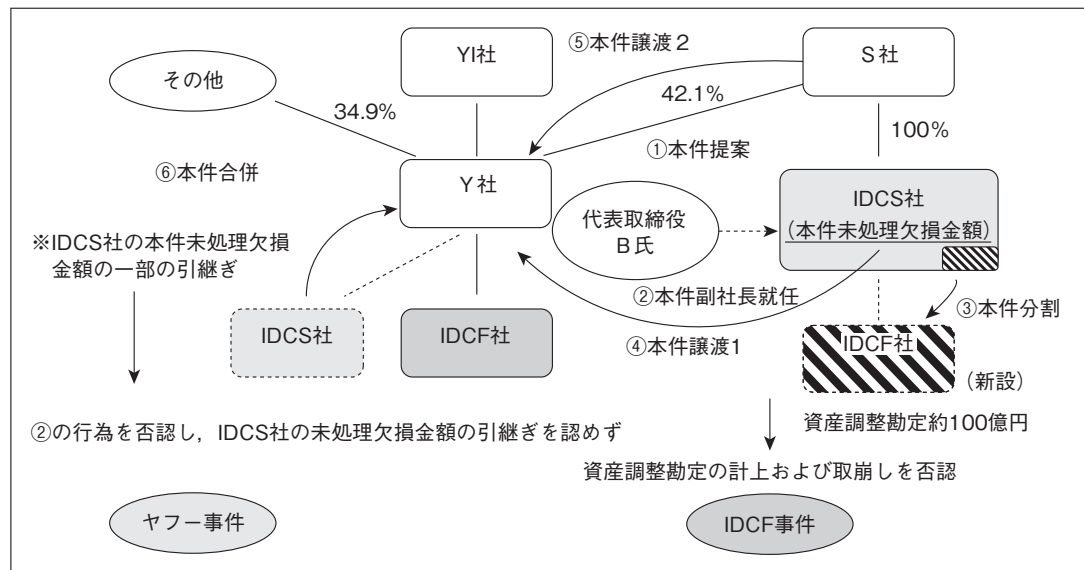 YI社
⑤本件譲渡2
S社
その他
34.9%
42.1%
100%
①本件提案
⑥本件合併
Y社
代表取締役
B氏
IDCS社
(本件未処理欠損金額)
※IDCS社の本件未処理欠損
金額の一部の引継ぎ
②本件副社長就任
③本件分割
IDCS社
IDCF社
④本件譲渡1
IDCF社
(新設)
資産調整勘定約100億円
②の行為を否認し,IDCS社の未処理欠損金額の引継ぎを認めず
資産調整勘定の計上および取崩しを否認
ヤフー事件
IDCF事件